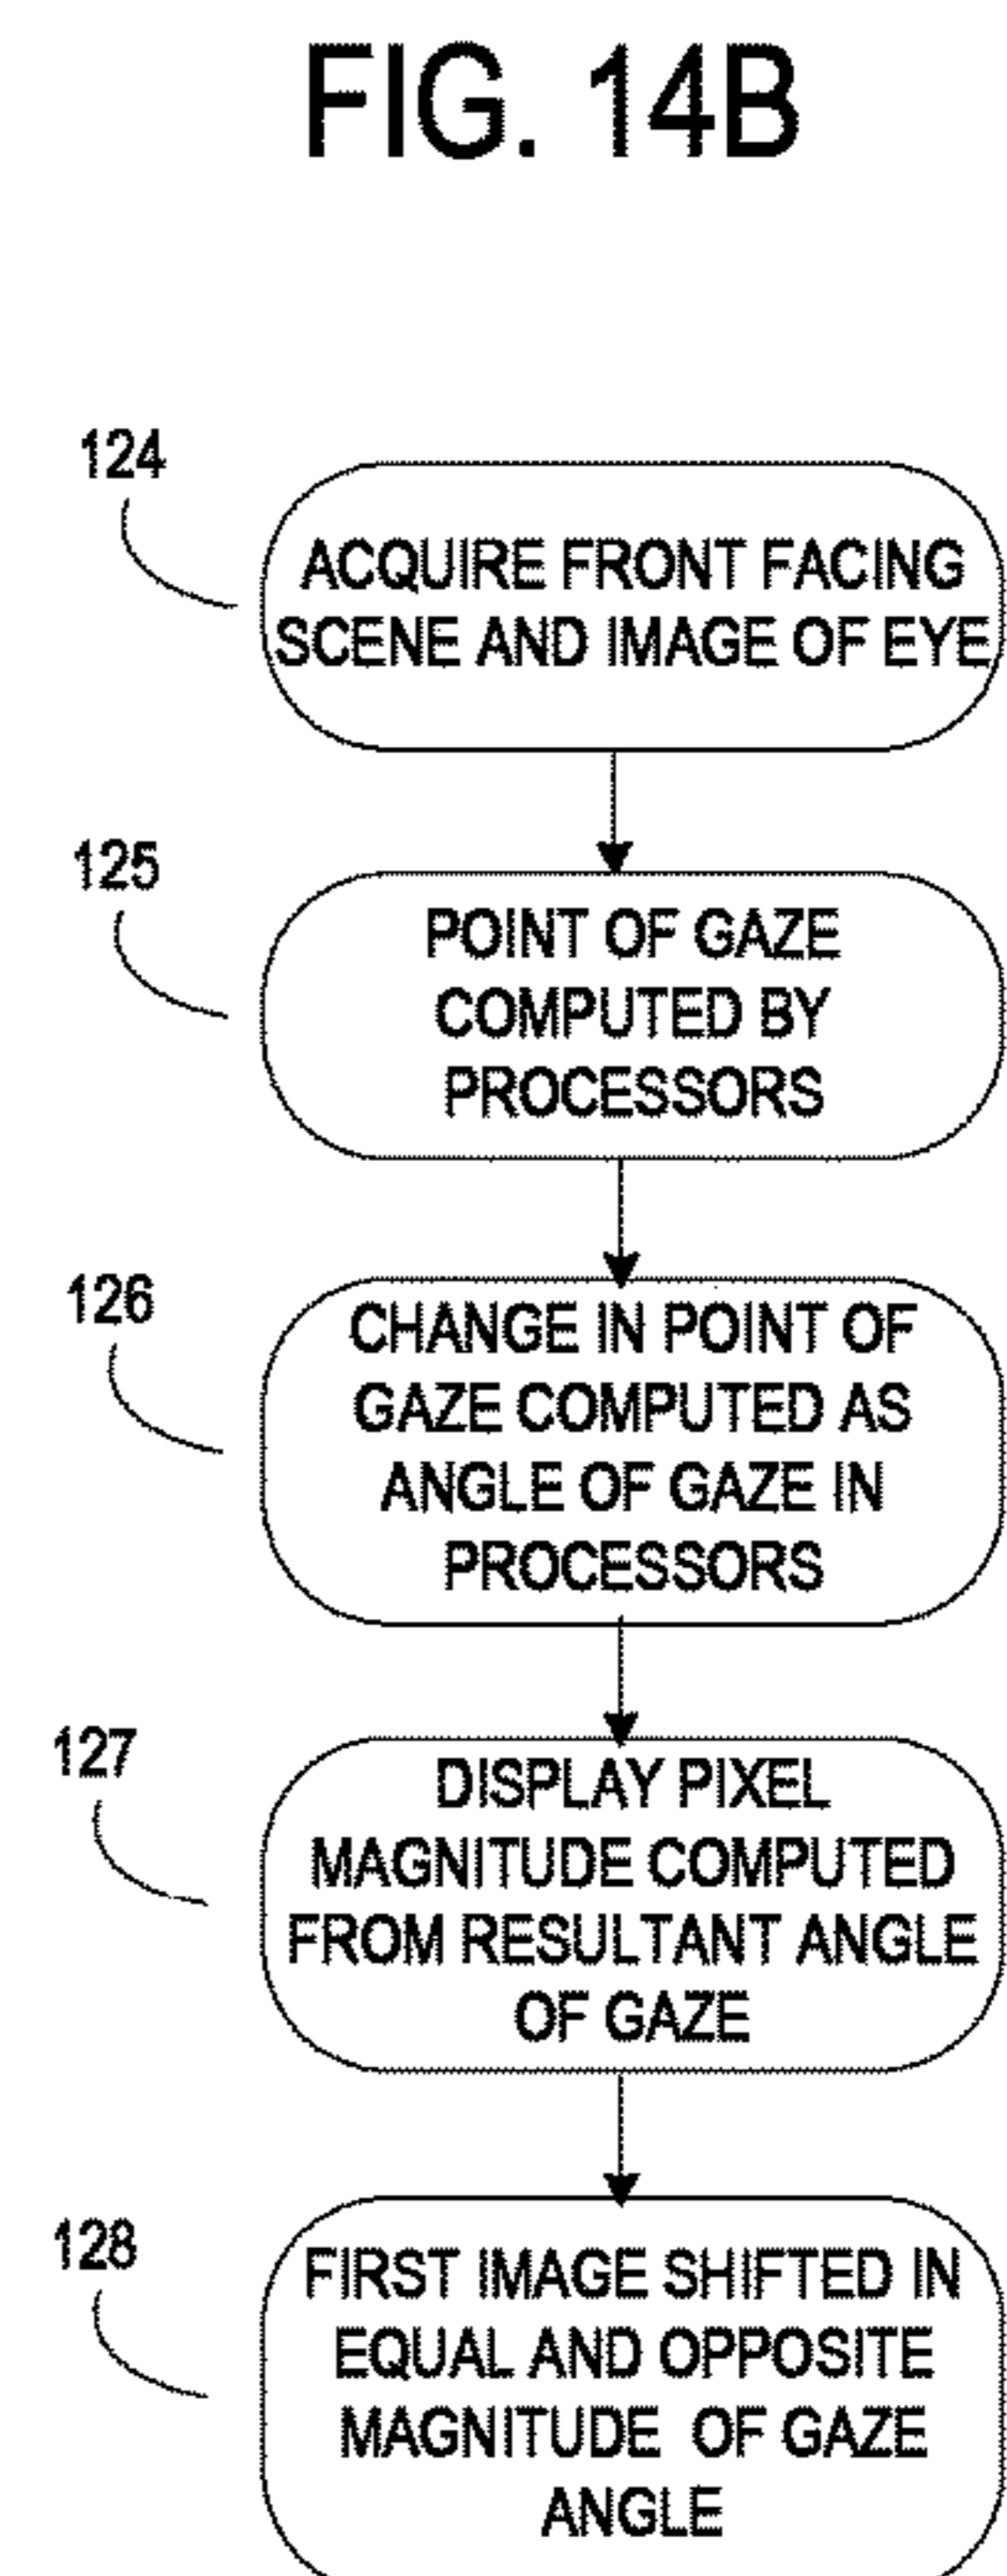 FIG. 14B
124
ACQUIRE FRONT FACING
SCENE AND IMAGE OF EYE
125
POINT OF GAZE
COMPUTED BY
PROCESSORS
126
CHANGE IN POINT OF
GAZE COMPUTED AS
ANGLE OF GAZE IN
PROCESSORS
127
DISPLAY PIXEL
MAGNITUDE COMPUTED
FROM RESULTANT ANGLE
OF GAZE
128
FIRST IMAGE SHIFTED IN
EQUAL AND OPPOSITE
MAGNITUDE OF GAZE
ANGLE